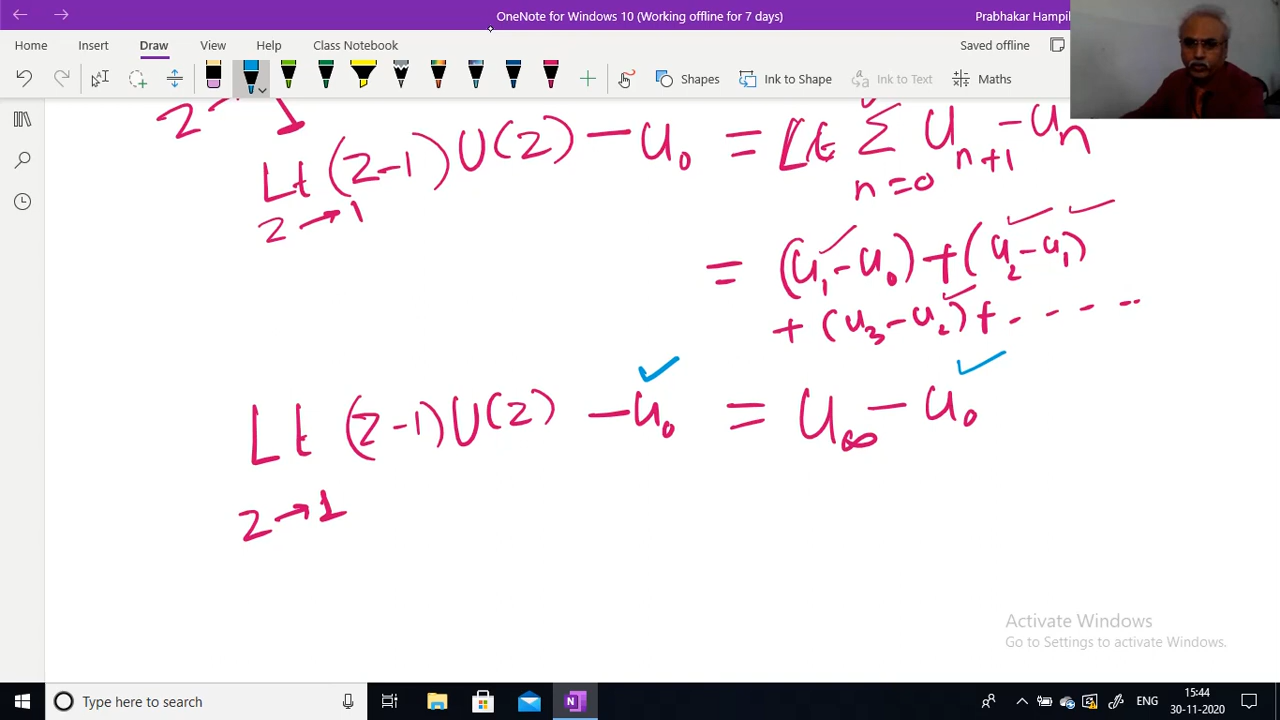 OneNote for Windows 10 (Working offline for 7 days)
Prabhakar Hampil
Home Insert Draw View Help Class Notebook
Saved offline
Shapes Ink to Shape Ink to Text Maths
z → 1
Lt (z-1)U(z) - u₀ = Lt Σ Uₙ₊₁ - Uₙ
z → 1 n=0
= (u₁-u₀)+(u₂-u₁)
+ (u₃-u₂)+ - - - - -
Lt (z-1)U(z) - u₀ = U∞ - u₀
z → 1
Activate Windows
Go to Settings to activate Windows.
Type here to search
ENG
15:44
30-11-2020